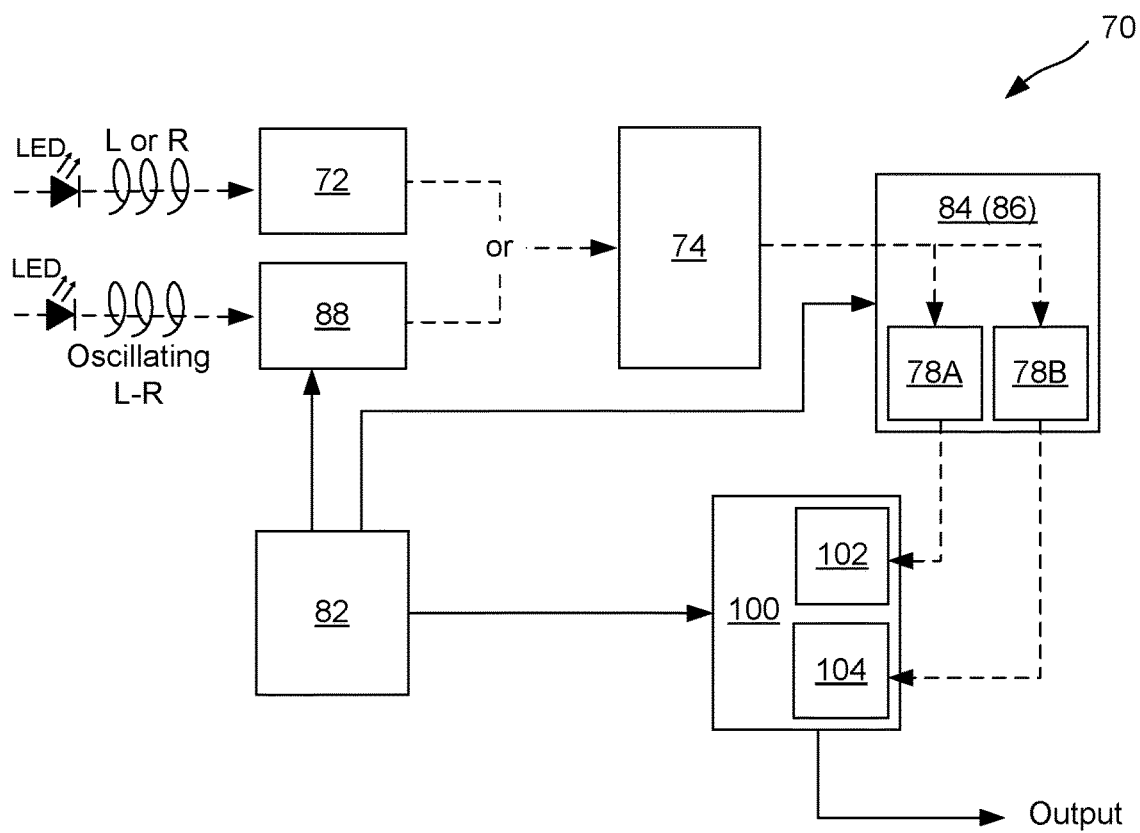 70
LED
L or R
72
84 (86)
or
74
LED
88
Oscillating
L-R
78A
78B
102
82
100
104
Output